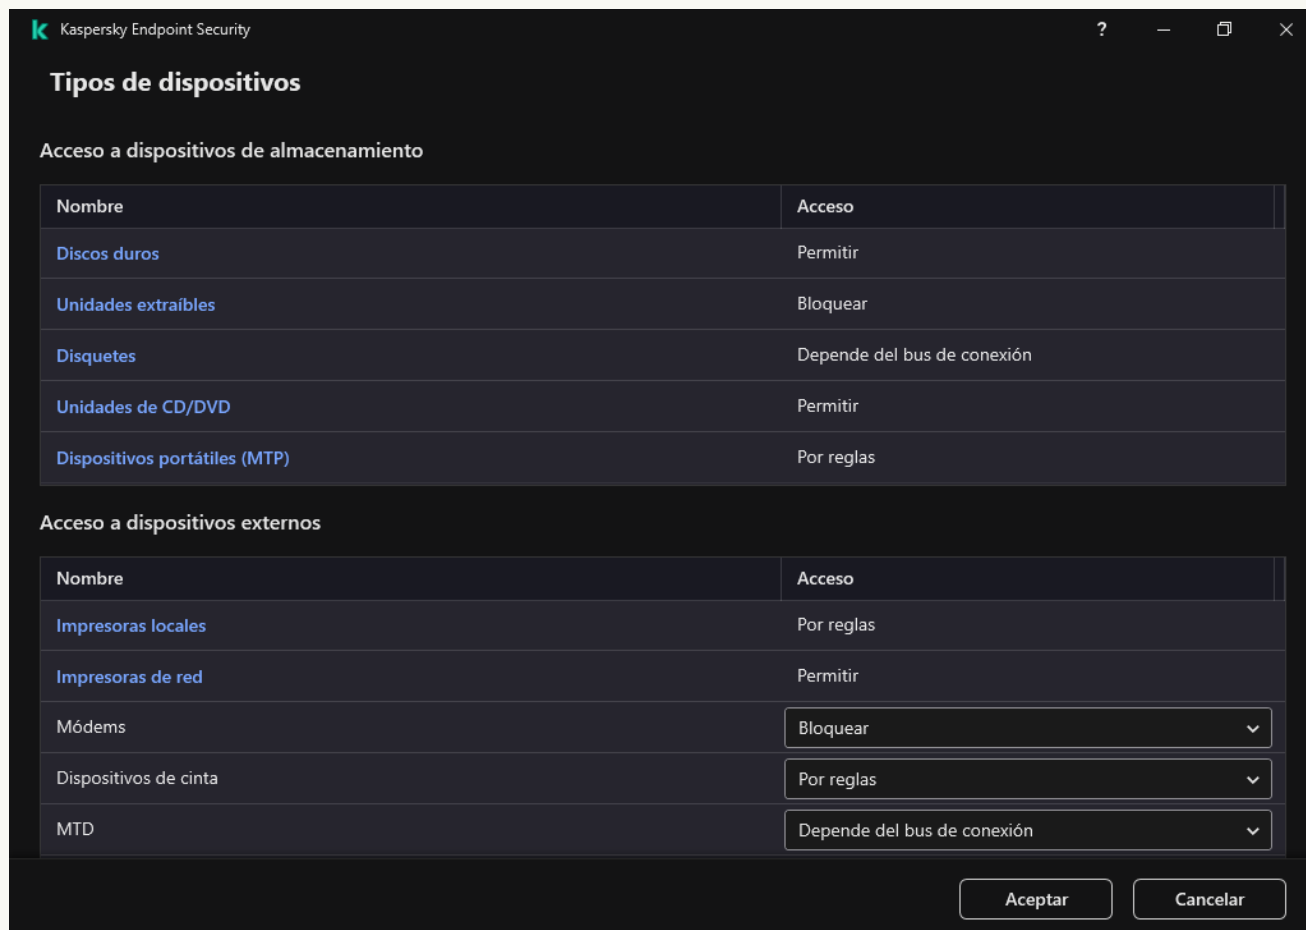 Kaspersky Endpoint Security ?
Tipos de dispositivos
Acceso a dispositivos de almacenamiento
Nombre Acceso
Discos duros Permitir
Unidades extraíbles Bloquear
Disquetes Depende del bus de conexión
Unidades de CD/DVD Permitir
Dispositivos portátiles (MTP) Por reglas
Acceso a dispositivos externos
Nombre Acceso
Impresoras locales Por reglas
Impresoras de red Permitir
Módems Bloquear
Dispositivos de cinta Por reglas
MTD Depende del bus de conexión
Aceptar Cancelar